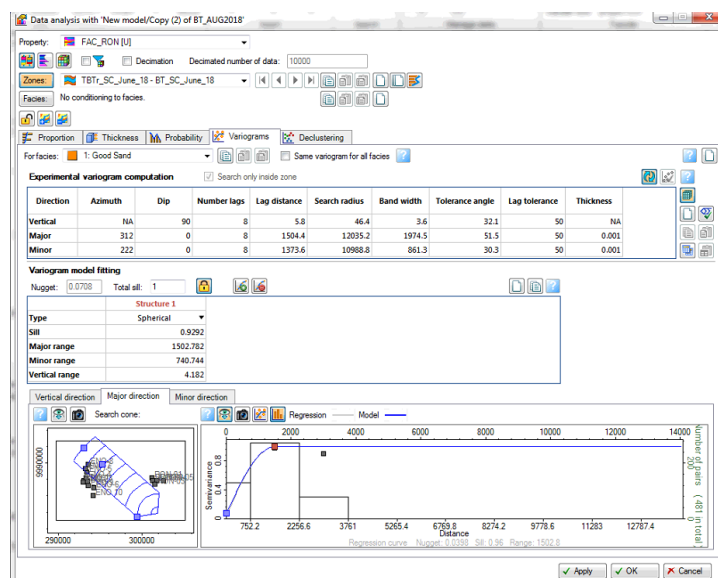 Data analysis with 'New model/Copy (2) of BT_AUG2018'
Property: FAC_RON [U]
Decimation Decimated number of data: 10000
Zones: TBTr_SC_June_18 - BT_SC_June_18
Facies: No conditioning to facies.
Proportion Thickness Probability Variograms Declustering
For facies: 1: Good Sand Same variogram for all facies
Experimental variogram computation Search only inside zone
Direction Azimuth Dip Number lags Lag distance Search radius Band width Tolerance angle Lag tolerance Thickness
Vertical NA 90 8 5.8 46.4 3.6 32.1 50 NA
Major 312 0 8 1504.4 12035.2 1974.5 51.5 50 0.001
Minor 222 0 8 1373.6 10988.8 861.3 30.3 50 0.001
Variogram model fitting
Nugget: 0.0708 Total sill: 1
Structure 1
Type Spherical
Sill 0.9292
Major range 1502.782
Minor range 740.744
Vertical range 4.182
Vertical direction Major direction Minor direction
Search cone: Regression Model
0 2000 4000 6000 8000 10000 12000 14000
9990000
290000 300000
Semivariance
0 0.4 0.8
Number of pairs (481 in total)
200
752.2 2256.6 3761 5265.4 6769.8 8274.2 9778.6 11283 12787.4
Distance
Regression curve Nugget: 0.0398 Sill: 0.96 Range: 1502.8
Apply OK Cancel